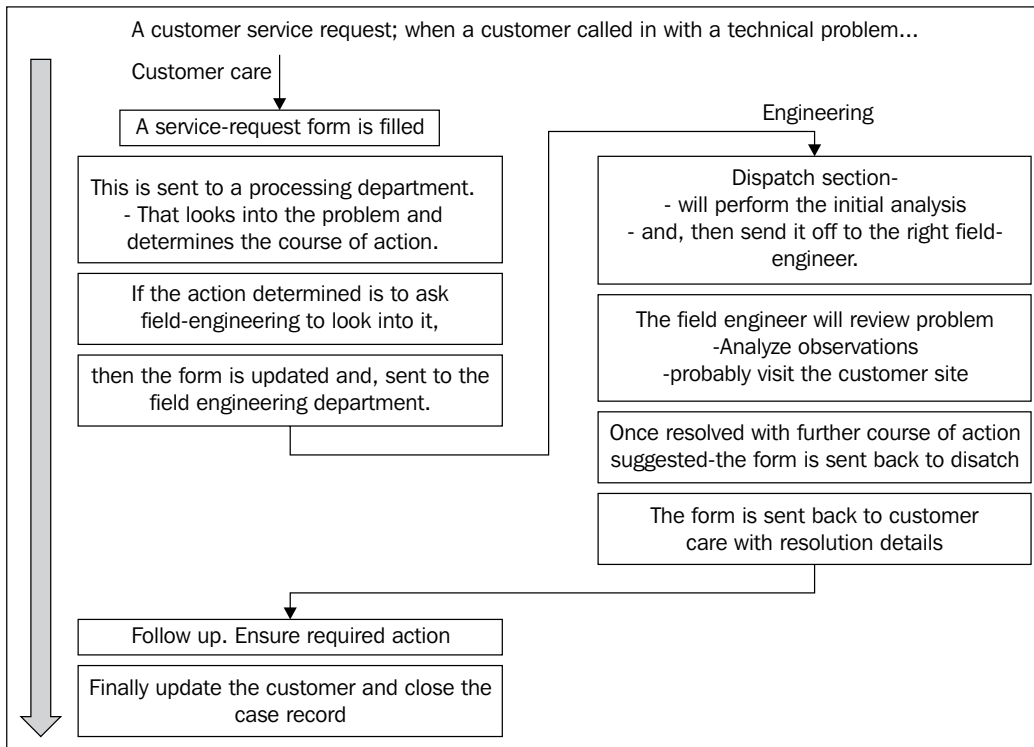 A customer service request; when a customer called in with a technical problem...
Customer care
A service-request form is filled
This is sent to a processing department.
- That looks into the problem and
determines the course of action.
If the action determined is to ask
field-engineering to look into it,
then the form is updated and, sent to the
field engineering department.
Engineering
Dispatch section-
- will perform the initial analysis
- and, then send it off to the right field-
engineer.
The field engineer will review problem
-Analyze observations
-probably visit the customer site
Once resolved with further course of action
suggested-the form is sent back to disatch
The form is sent back to customer
care with resolution details
Follow up. Ensure required action
Finally update the customer and close the
case record